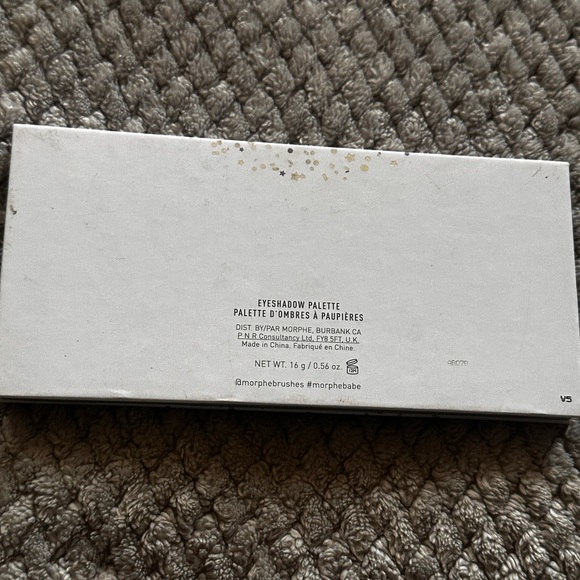 EYESHADOW PALETTE
PALETTE D'OMBRES À PAUPIÈRES
DIST. BY/PAR MORPHE, BURBANK CA
P N R Consultancy Ltd, FY8 5FT, U.K.
Made in China. Fabriqué en Chine.
NET WT. 16 g / 0.56 oz.
@morphebrushes #morphebabe
V5